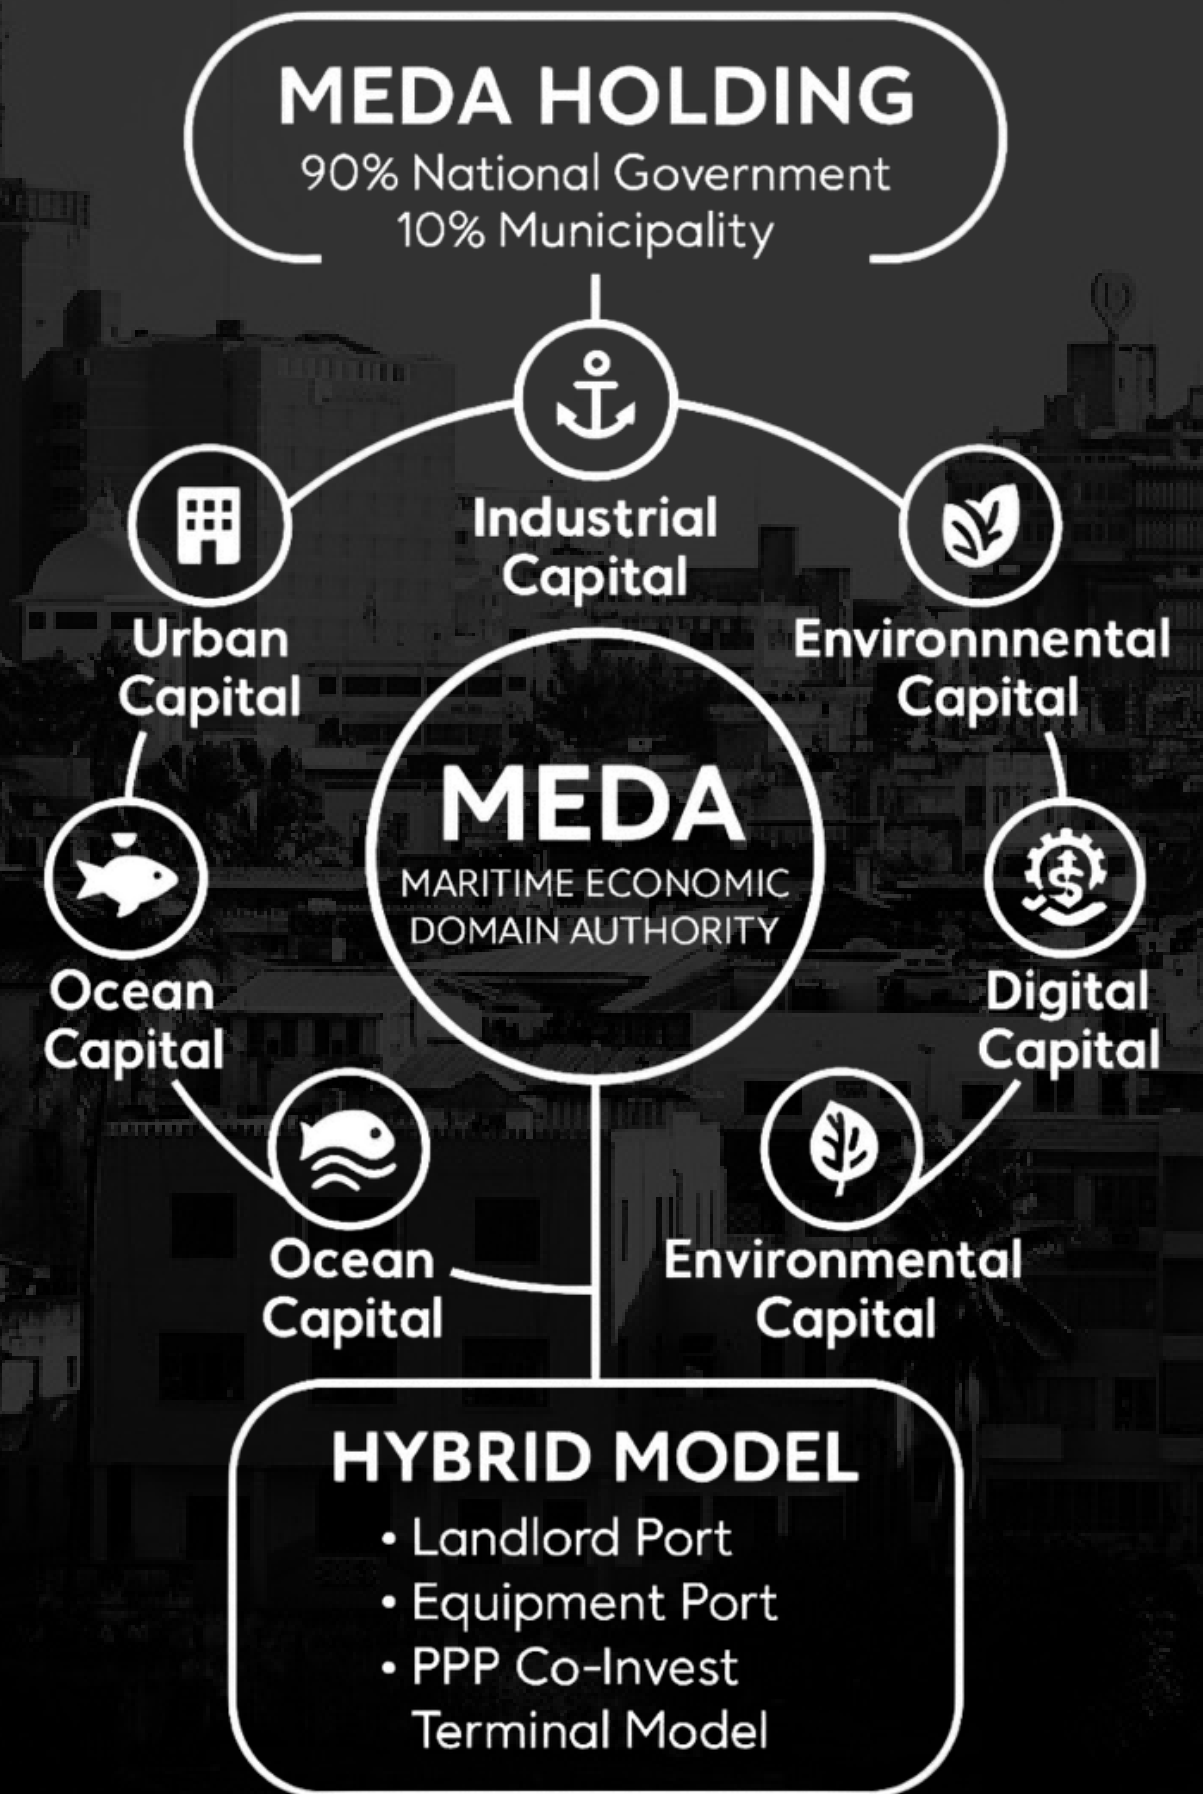 MEDA HOLDING
90% National Government
10% Municipality
Industrial
Capital
Urban
Capital
Environnnental
Capital
MEDA
MARITIME ECONOMIC
DOMAIN AUTHORITY
Ocean
Capital
Digital
Capital
Ocean
Capital
Environmental
Capital
HYBRID MODEL
• Landlord Port
• Equipment Port
• PPP Co-Invest
Terminal Model